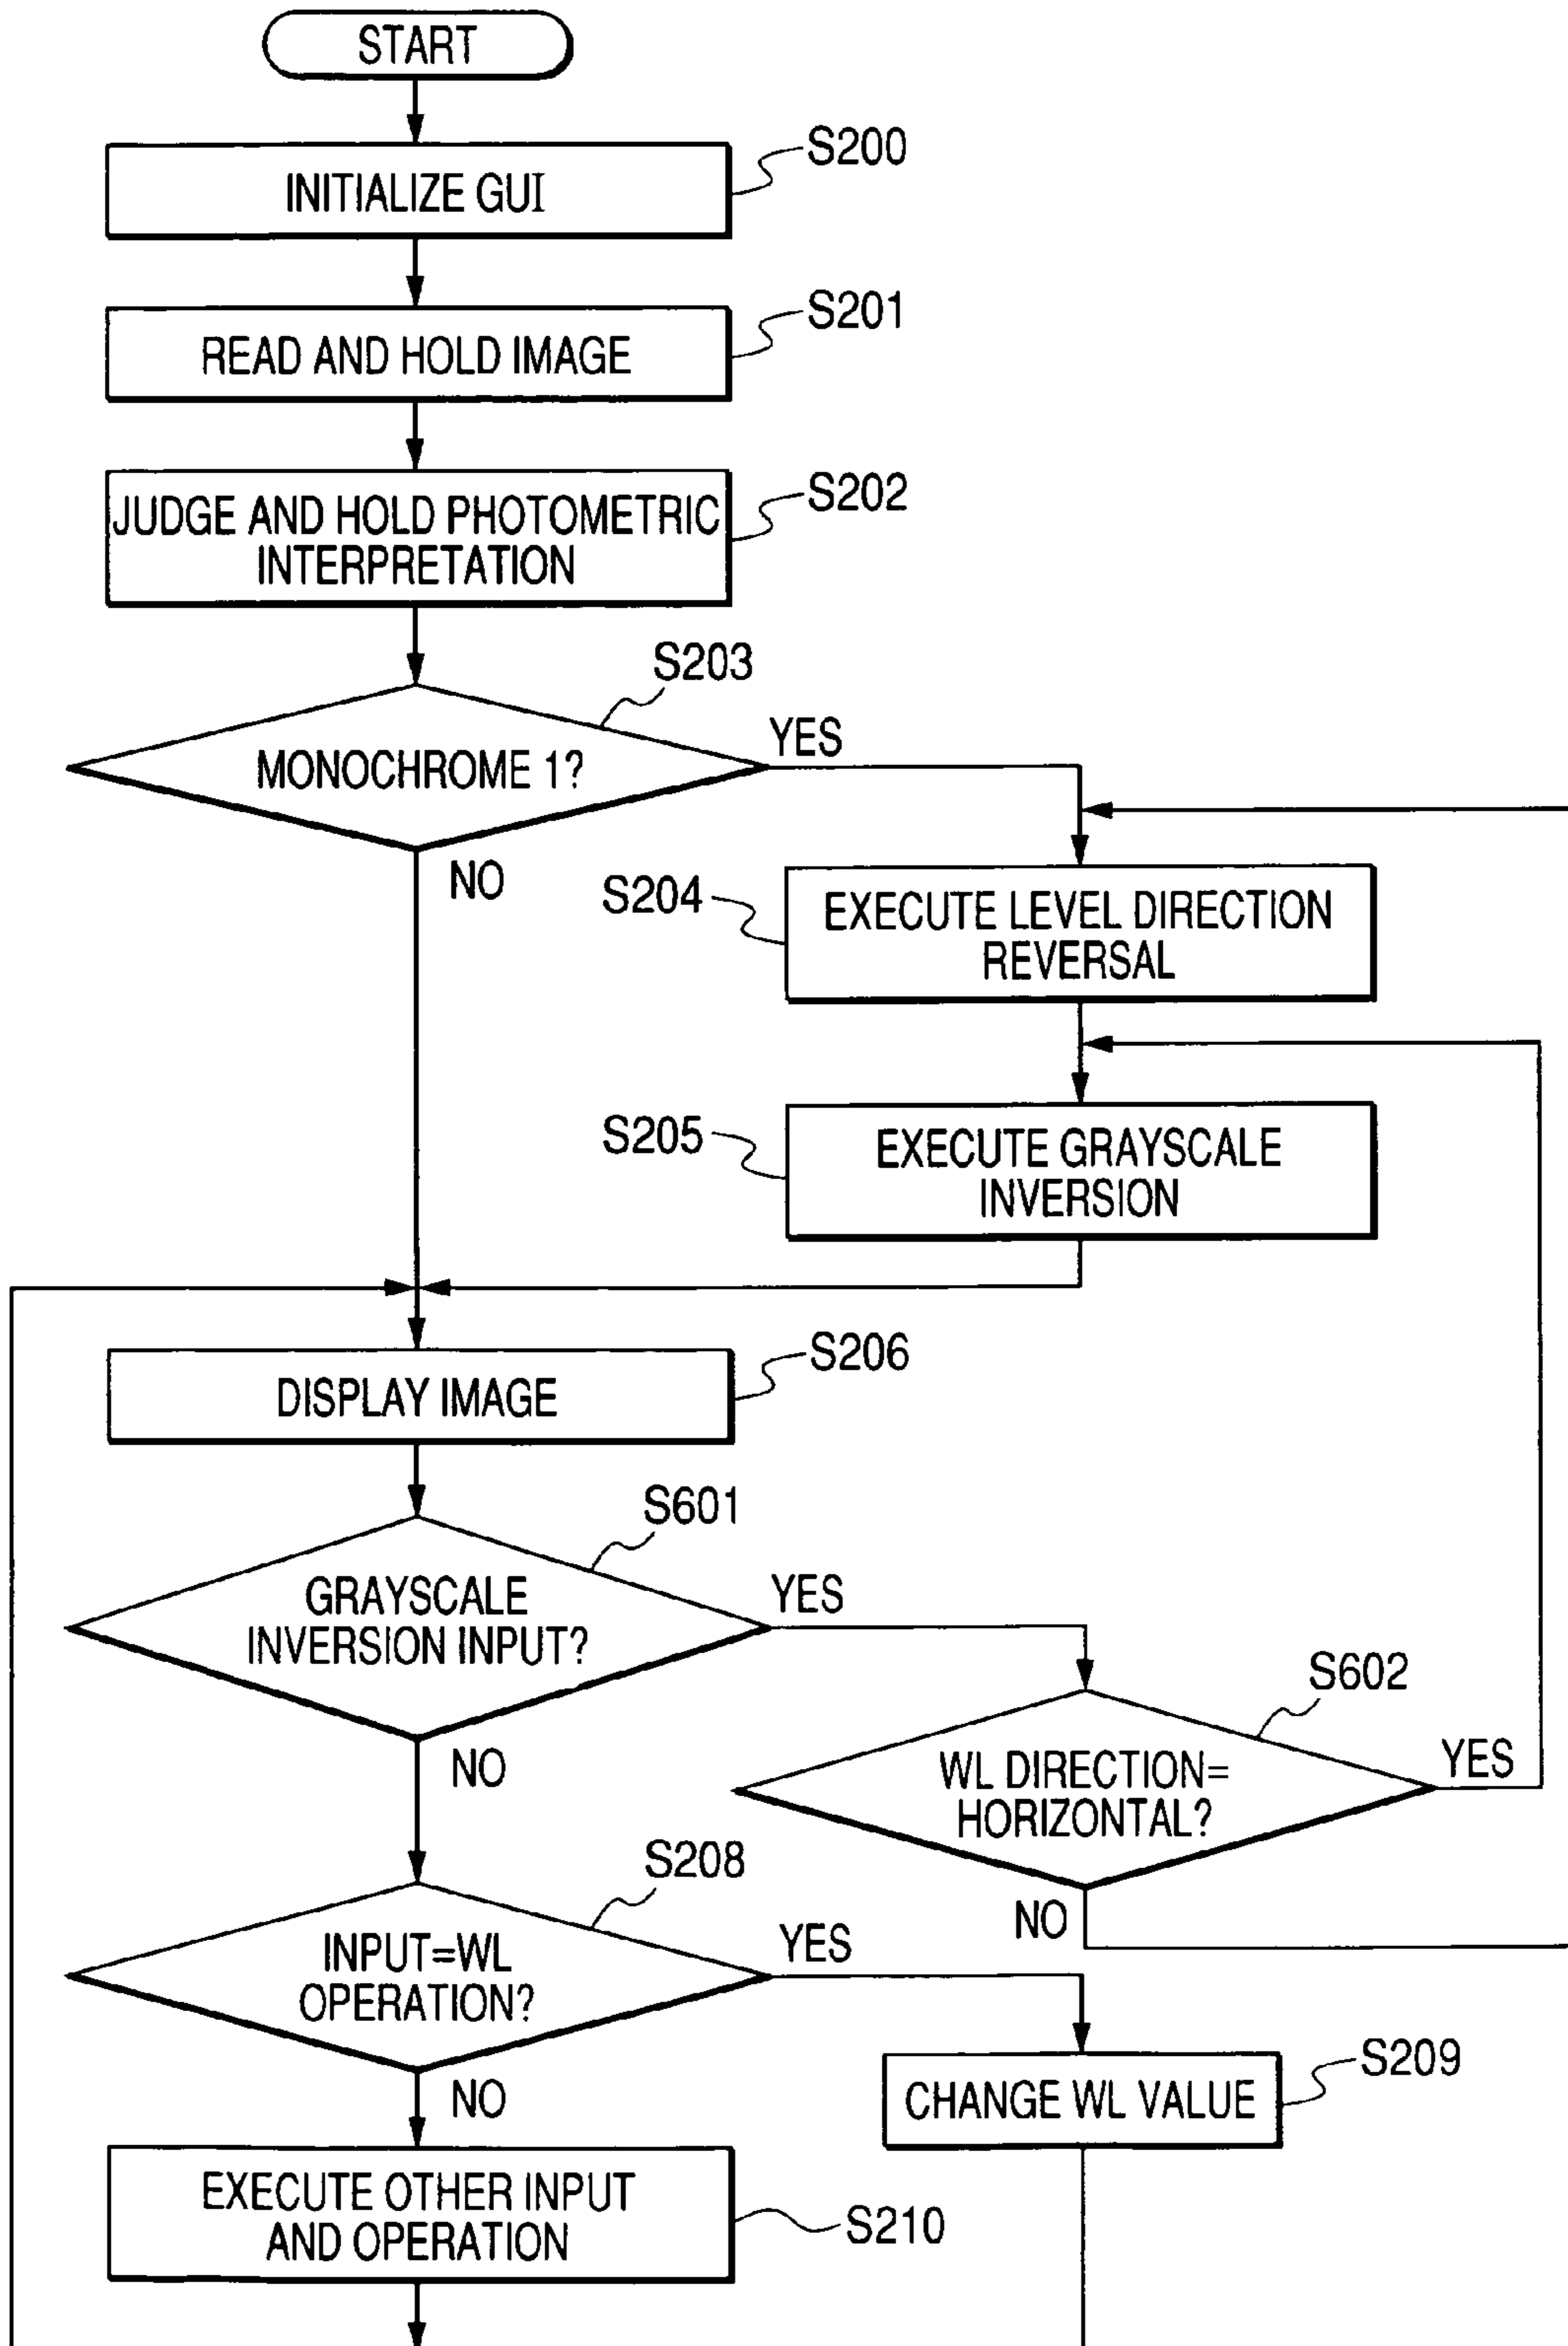 START
S200
INITIALIZE GUI
S201
READ AND HOLD IMAGE
S202
JUDGE AND HOLD PHOTOMETRIC
INTERPRETATION
S203
MONOCHROME 1?
YES
NO
S204
EXECUTE LEVEL DIRECTION
REVERSAL
S205
EXECUTE GRAYSCALE
INVERSION
S206
DISPLAY IMAGE
S601
GRAYSCALE
INVERSION INPUT?
YES
NO
S602
WL DIRECTION=
HORIZONTAL?
YES
NO
S208
INPUT=WL
OPERATION?
YES
NO
S209
CHANGE WL VALUE
EXECUTE OTHER INPUT
AND OPERATION
S210